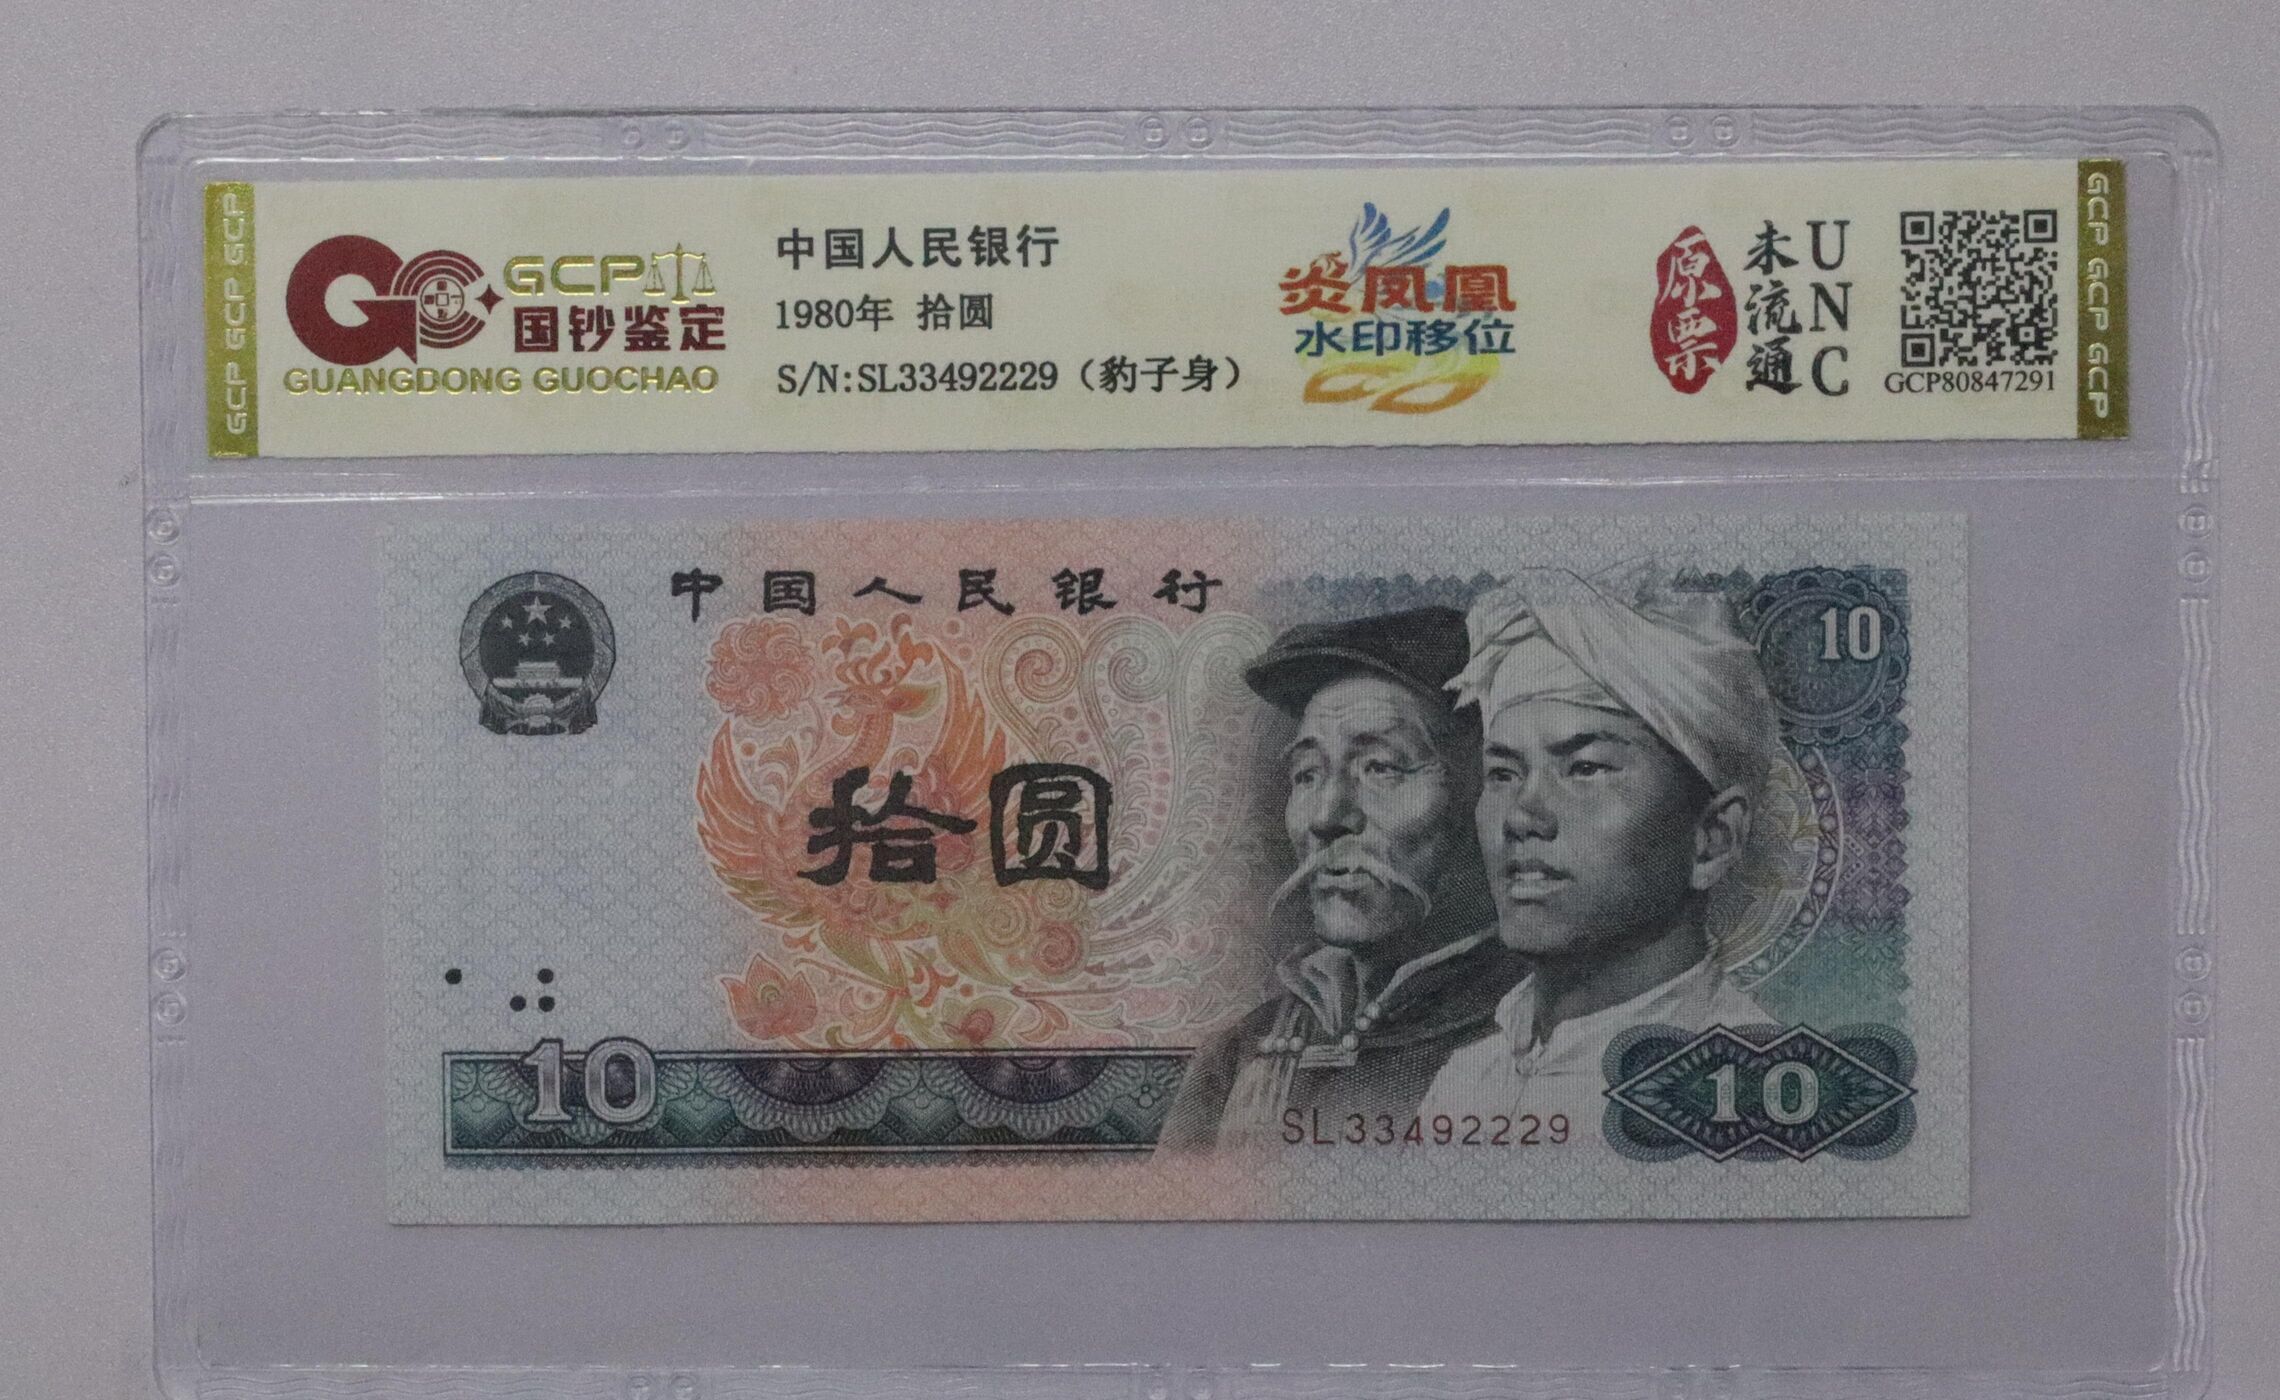 GCP GCP GCP
GCP
国钞鉴定
GUANGDONG GUOCHAO
中国人民银行
1980年 拾圆
S/N:SL33492229（豹子身）
炎凤凰
水印移位
原票
未流通
UNC
GCP80847291
GCP GCP GCP
中国人民银行
10
拾圆
10
10
SL33492229